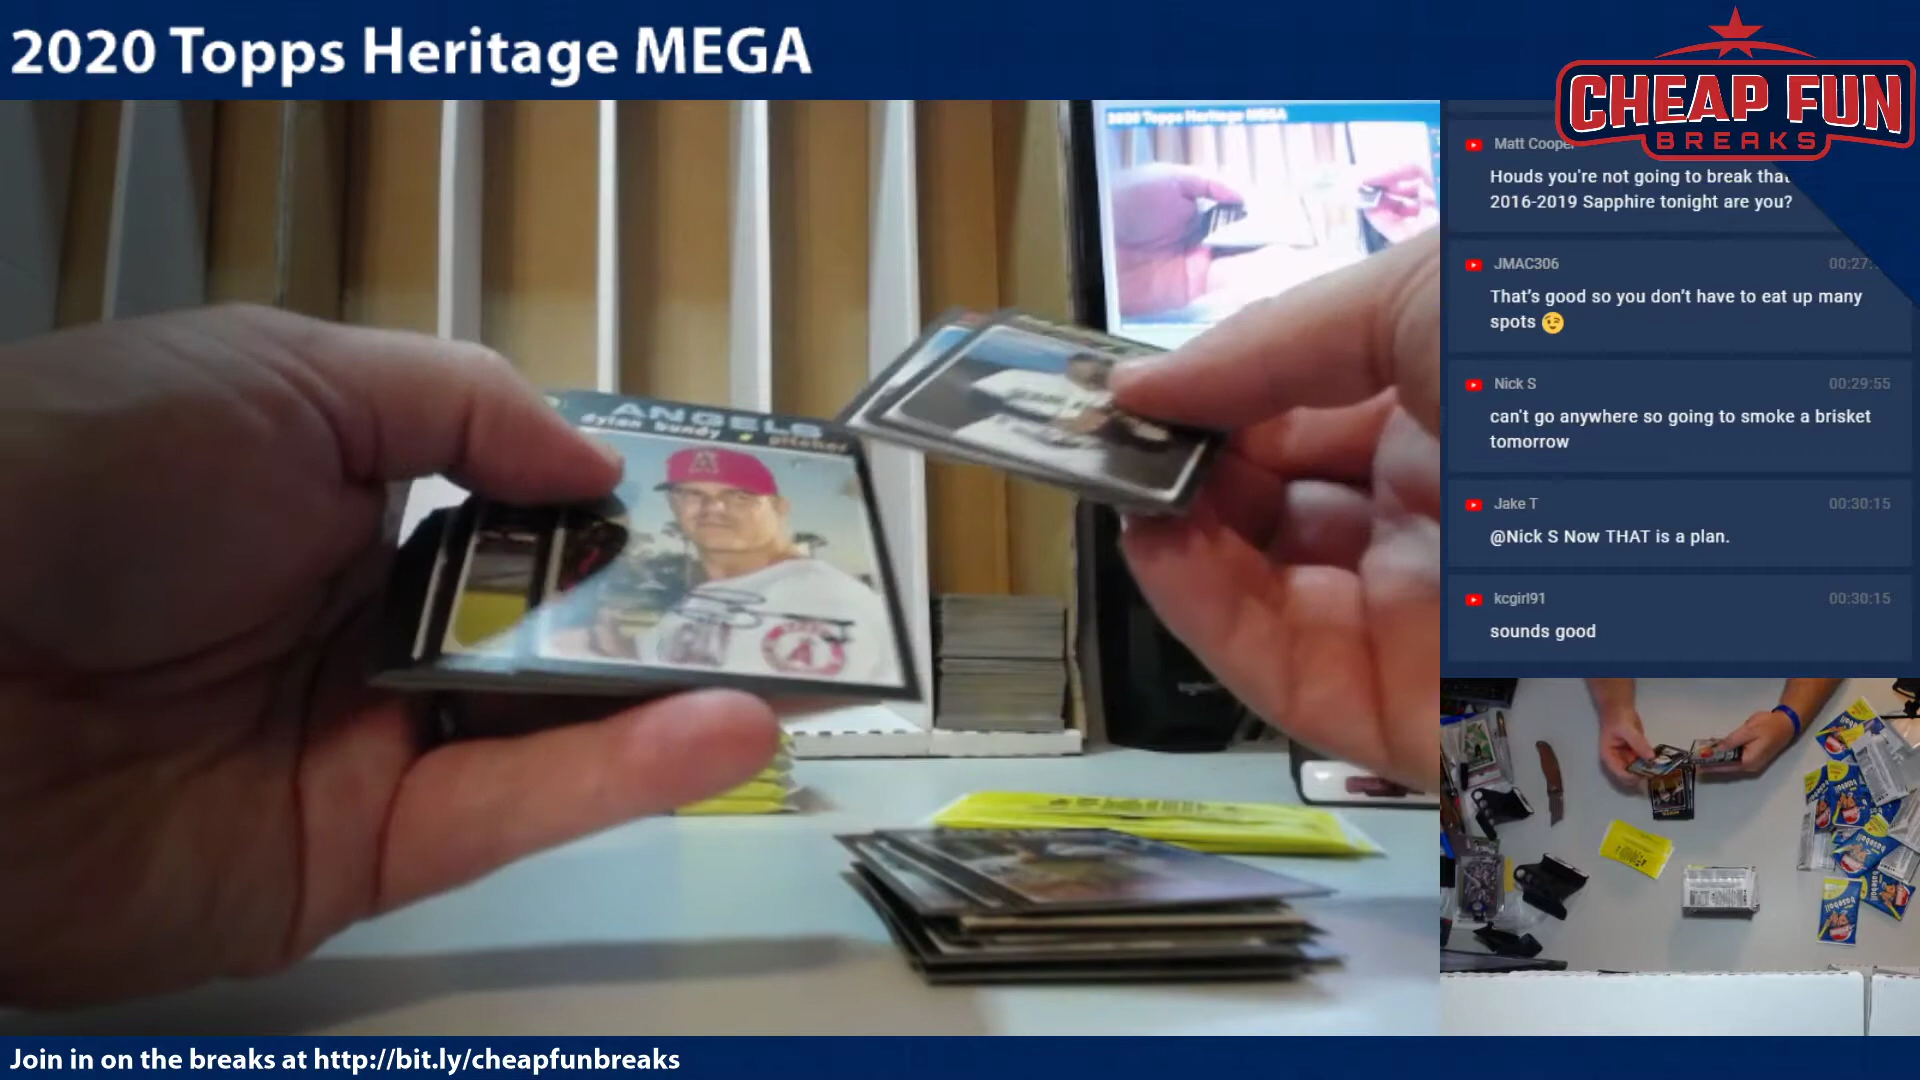 2020 Topps Heritage MEGA
CHEAP FUN
BREAKS
2020 Topps Heritage MEGA
Matt Cooper
Houds you're not going to break that
2016-2019 Sapphire tonight are you?
JMAC306
That's good so you don't have to eat up many
spots 😉
Nick S 00:29:55
can't go anywhere so going to smoke a brisket
tomorrow
Jake T 00:30:15
@Nick S Now THAT is a plan.
kcgirl91 00:30:15
sounds good
ANGELS
dylan bundy ★ pitcher
Join in on the breaks at http://bit.ly/cheapfunbreaks